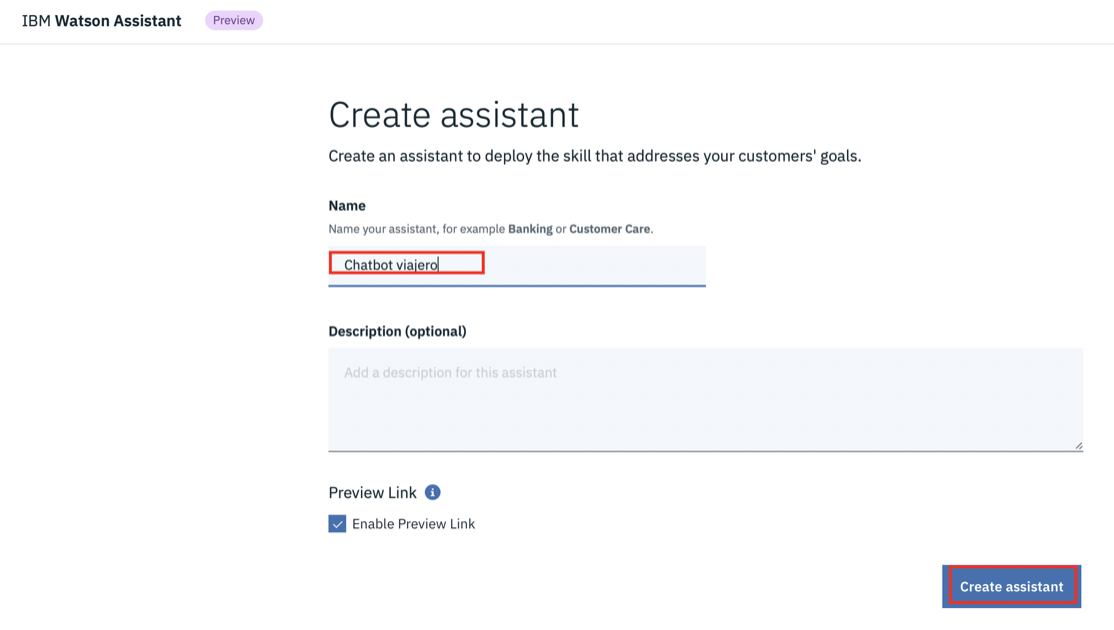 IBM Watson Assistant Preview
Create assistant
Create an assistant to deploy the skill that addresses your customers' goals.
Name
Name your assistant, for example Banking or Customer Care.
Chatbot viajero
Description (optional)
Add a description for this assistant
Preview Link
Enable Preview Link
Create assistant